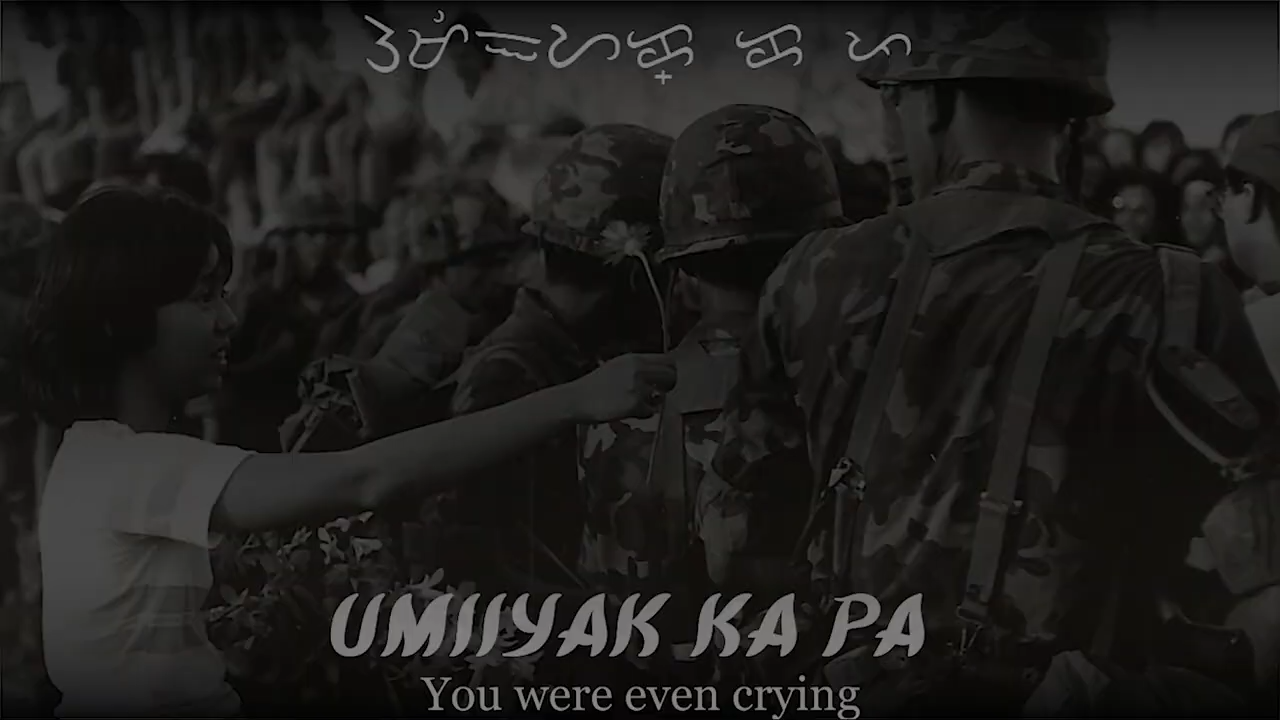 ᜂᜋᜒᜁᜌᜃ᜔ ᜃ ᜉ
UMIIYAK KA PA
You were even crying